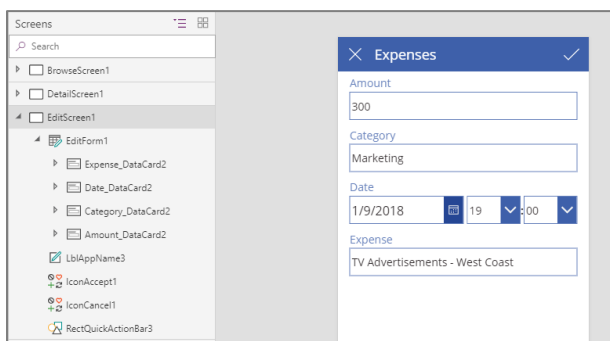 Screens
Search
BrowseScreen1
DetailScreen1
EditScreen1
EditForm1
Expense_DataCard2
Date_DataCard2
Category_DataCard2
Amount_DataCard2
LblAppName3
IconAccept1
IconCancel1
RectQuickActionBar3
Expenses
Amount
300
Category
Marketing
Date
1/9/2018 19 : 00
Expense
TV Advertisements - West Coast